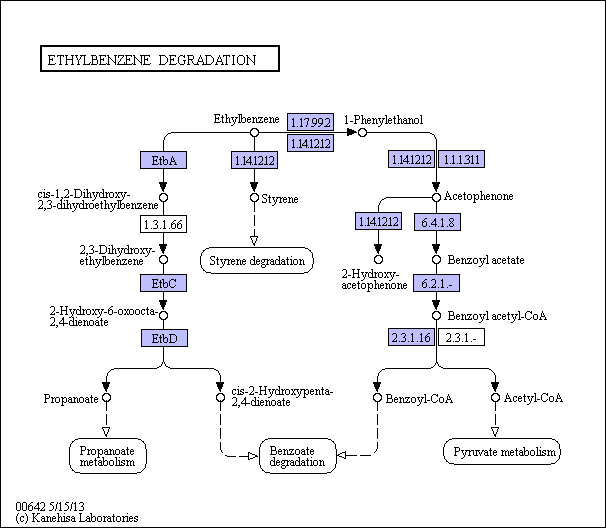 ETHYLBENZENE DEGRADATION
Ethylbenzene
1.17.99.2
1-Phenylethanol
1.14.12.12
EtbA
1.14.12.12
1.14.12.12
1.1.1.311
cis-1,2-Dihydroxy-
2,3-dihydroethylbenzene
Styrene
Acetophenone
1.3.1.66
1.14.12.12
6.4.1.8
2,3-Dihydroxy-
ethylbenzene
Styrene degradation
2-Hydroxy-
acetophenone
Benzoyl acetate
EtbC
6.2.1.-
2-Hydroxy-6-oxoocta-
2,4-dienoate
Benzoyl acetyl-CoA
EtbD
2.3.1.16
2.3.1.-
Propanoate
cis-2-Hydroxypenta-
2,4-dienoate
Benzoyl-CoA
Acetyl-CoA
Propanoate
metabolism
Benzoate
degradation
Pyruvate metabolism
00642 5/15/13
(c) Kanehisa Laboratories